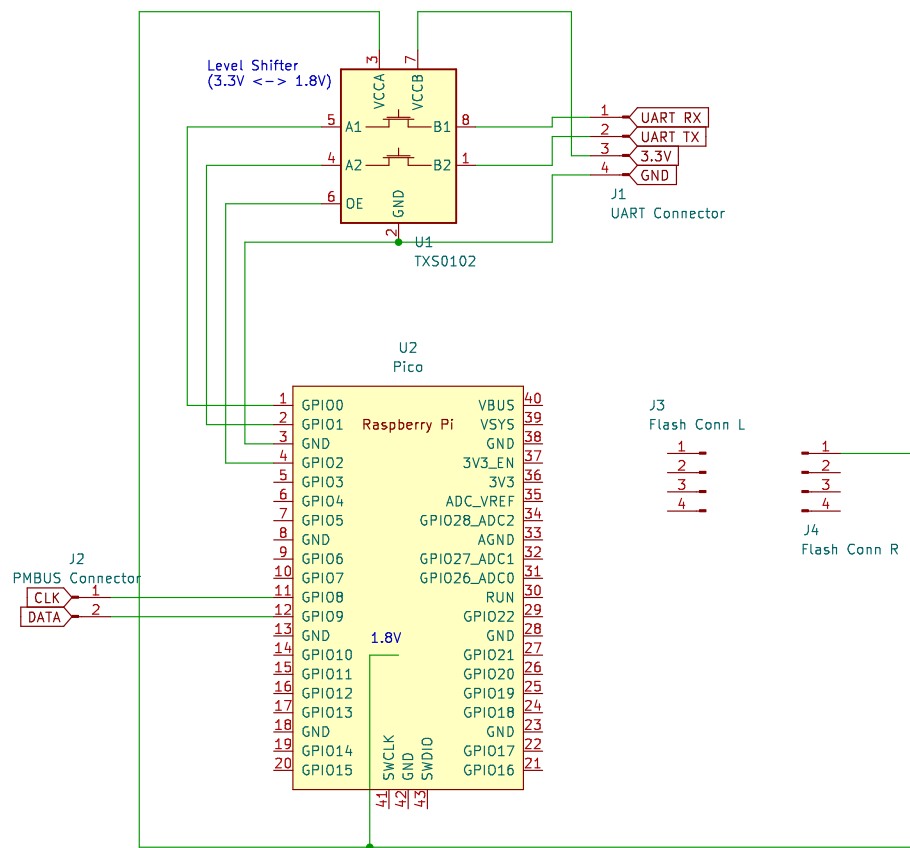 Level Shifter
(3.3V <-> 1.8V)
3
7
VCCA
VCCB
5
A1
B1
8
4
A2
B2
1
6
OE
GND
2
U1
TXS0102
1
UART RX
2
UART TX
3
3.3V
4
GND
J1
UART Connector
U2
Pico
Raspberry Pi
1 GPIO0
2 GPIO1
3 GND
4 GPIO2
5 GPIO3
6 GPIO4
7 GPIO5
8 GND
9 GPIO6
10 GPIO7
11 GPIO8
12 GPIO9
13 GND
14 GPIO10
15 GPIO11
16 GPIO12
17 GPIO13
18 GND
19 GPIO14
20 GPIO15
1.8V
VBUS 40
VSYS 39
GND 38
3V3_EN 37
3V3 36
ADC_VREF 35
GPIO28_ADC2 34
AGND 33
GPIO27_ADC1 32
GPIO26_ADC0 31
RUN 30
GPIO22 29
GND 28
GPIO21 27
GPIO20 26
GPIO19 25
GPIO18 24
GND 23
GPIO17 22
GPIO16 21
SWCLK
GND
SWDIO
41
42
43
J2
PMBUS Connector
CLK 1
DATA 2
J3
Flash Conn L
1
2
3
4
1
2
3
4
J4
Flash Conn R